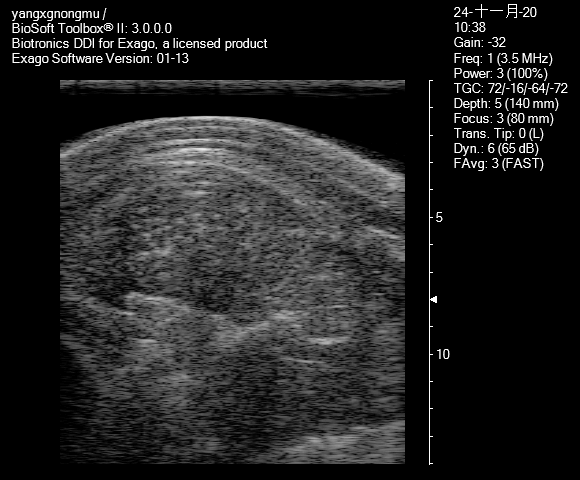 yangxgnongmu /
BioSoft Toolbox® II: 3.0.0.0
Biotronics DDI for Exago, a licensed product
Exago Software Version: 01-13
24-十一月-20
10:38
Gain: -32
Freq: 1 (3.5 MHz)
Power: 3 (100%)
TGC: 72/-16/-64/-72
Depth: 5 (140 mm)
Focus: 3 (80 mm)
Trans. Tip: 0 (L)
Dyn.: 6 (65 dB)
FAvg: 3 (FAST)
5
10